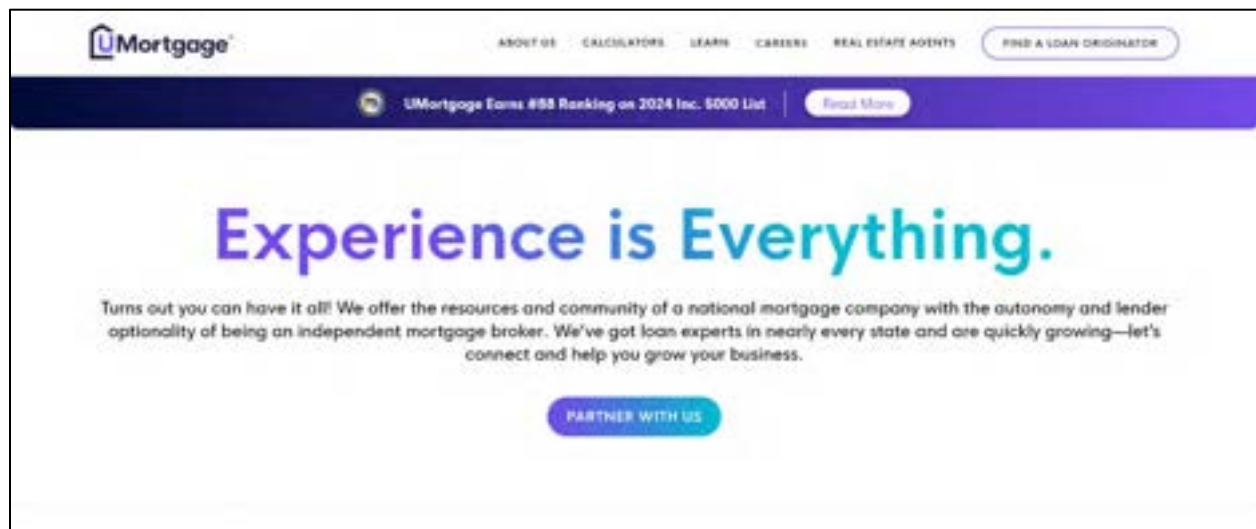 UMortgage
ABOUT US CALCULATORS LEARN CAREERS REAL ESTATE AGENTS FIND A LOAN ORIGINATOR
UMortgage Earns #88 Ranking on 2024 Inc. 5000 List Read More
Experience is Everything.
Turns out you can have it all! We offer the resources and community of a national mortgage company with the autonomy and lender
optionality of being an independent mortgage broker. We've got loan experts in nearly every state and are quickly growing—let's
connect and help you grow your business.
PARTNER WITH US